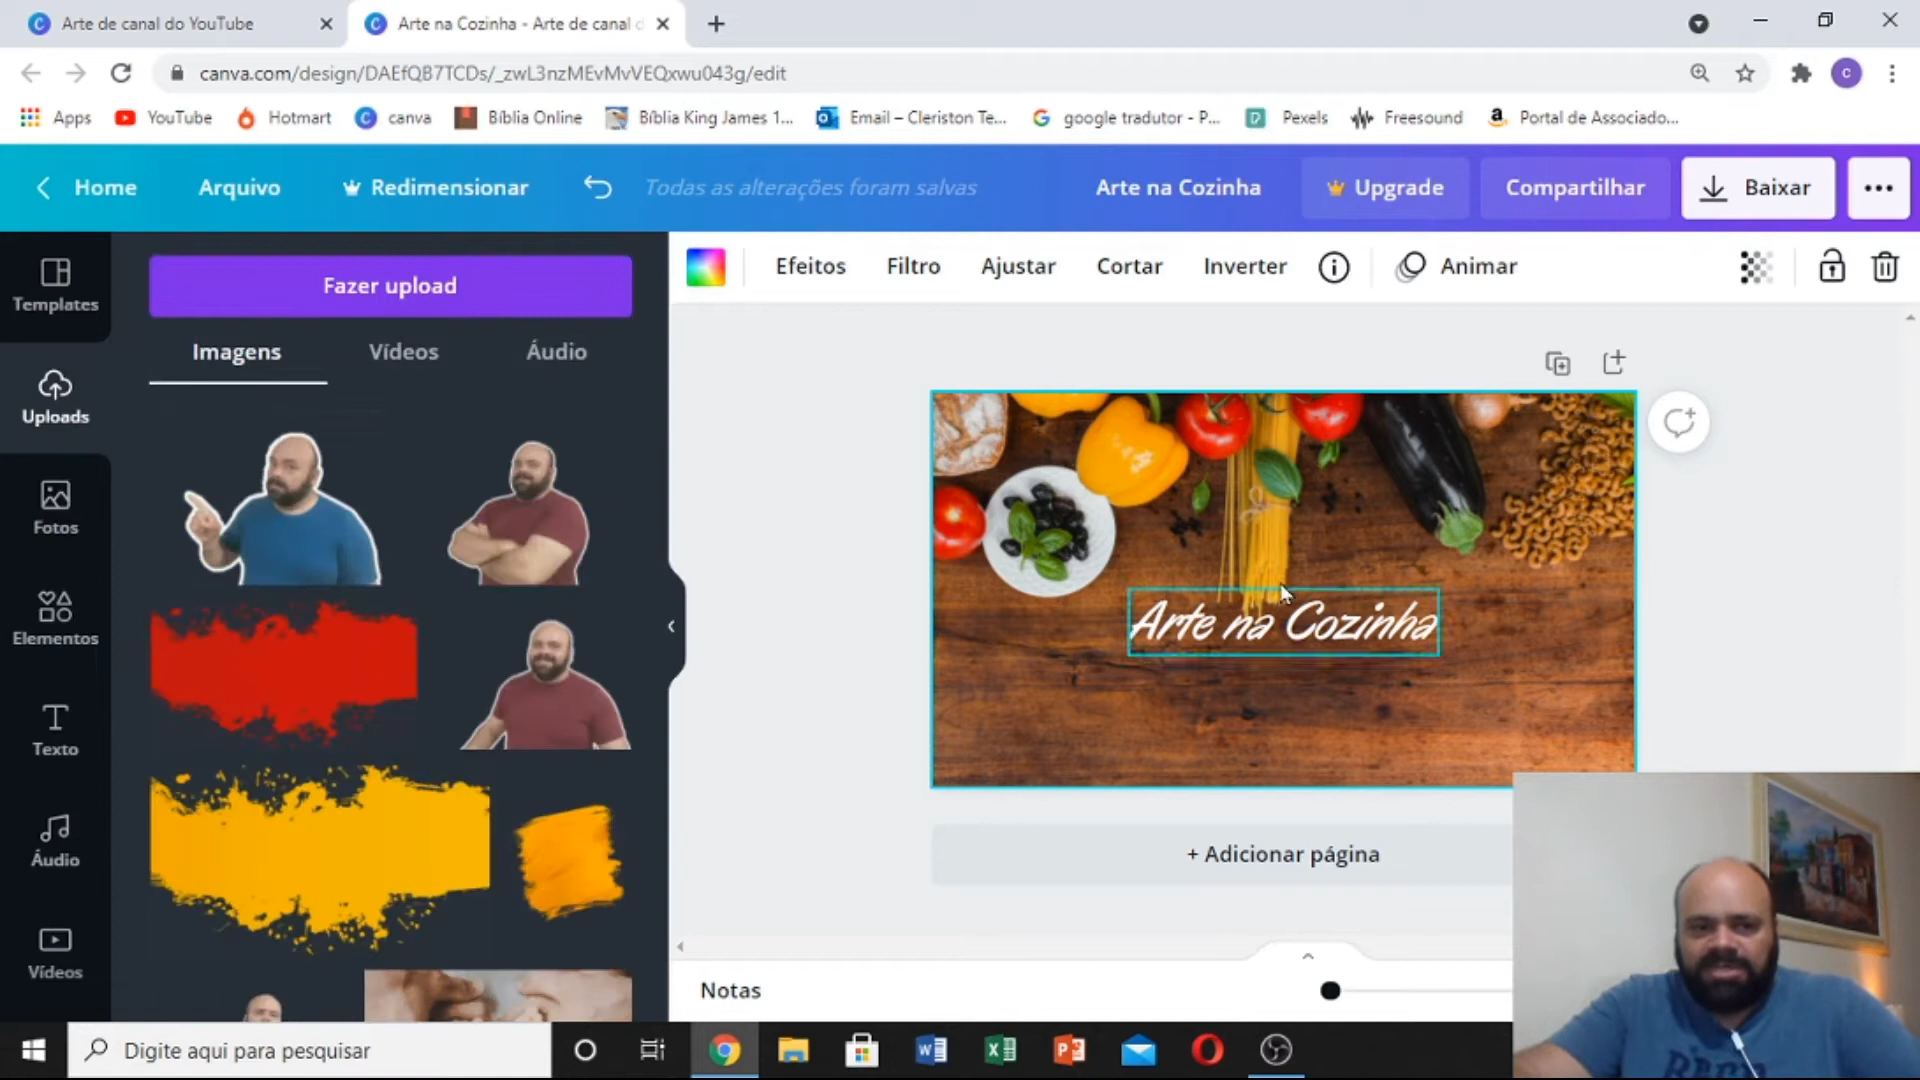 Arte de canal do YouTube
Arte na Cozinha - Arte de canal d
canva.com/design/DAEfQB7TCDs/_zwL3nzMEvMvVEQxwu043g/edit
C
Apps
YouTube
Hotmart
canva
Bíblia Online
Bíblia King James 1...
Email – Cleriston Te...
google tradutor - P...
Pexels
Freesound
Portal de Associado...
Home
Arquivo
Redimensionar
Todas as alterações foram salvas
Arte na Cozinha
Upgrade
Compartilhar
Baixar
Templates
Uploads
Fotos
Elementos
Texto
Áudio
Vídeos
Fazer upload
Imagens
Vídeos
Áudio
Efeitos
Filtro
Ajustar
Cortar
Inverter
Animar
Arte na Cozinha
+ Adicionar página
Notas
Digite aqui para pesquisar